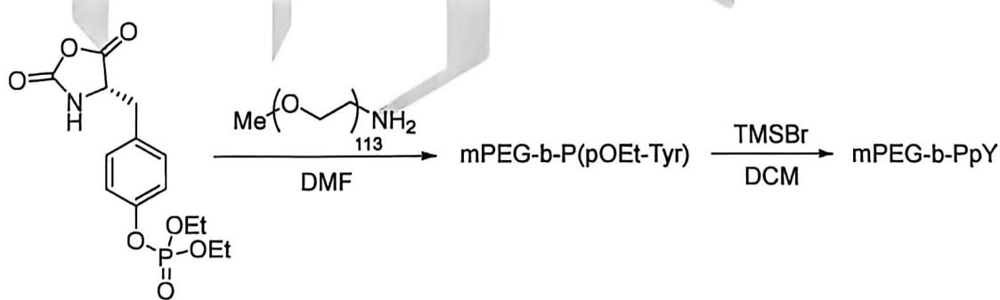 O
O
O
N
H
Me(O NH2
113
DMF
mPEG-b-P(pOEt-Tyr)
TMSBr
DCM
mPEG-b-PpY
OEt
O
P
OEt
O